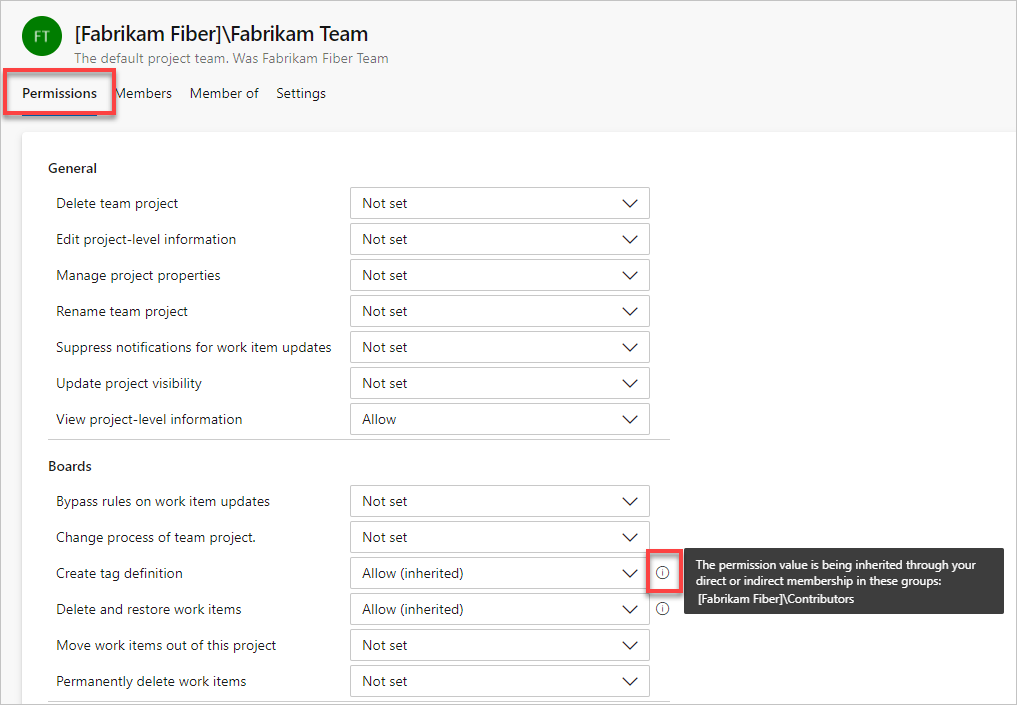 FT
[Fabrikam Fiber]\Fabrikam Team
The default project team. Was Fabrikam Fiber Team
Permissions Members Member of Settings
General
Delete team project Not set
Edit project-level information Not set
Manage project properties Not set
Rename team project Not set
Suppress notifications for work item updates Not set
Update project visibility Not set
View project-level information Allow
Boards
Bypass rules on work item updates Not set
Change process of team project. Not set
Create tag definition Allow (inherited)
The permission value is being inherited through your
direct or indirect membership in these groups:
[Fabrikam Fiber]\Contributors
Delete and restore work items Allow (inherited)
Move work items out of this project Not set
Permanently delete work items Not set